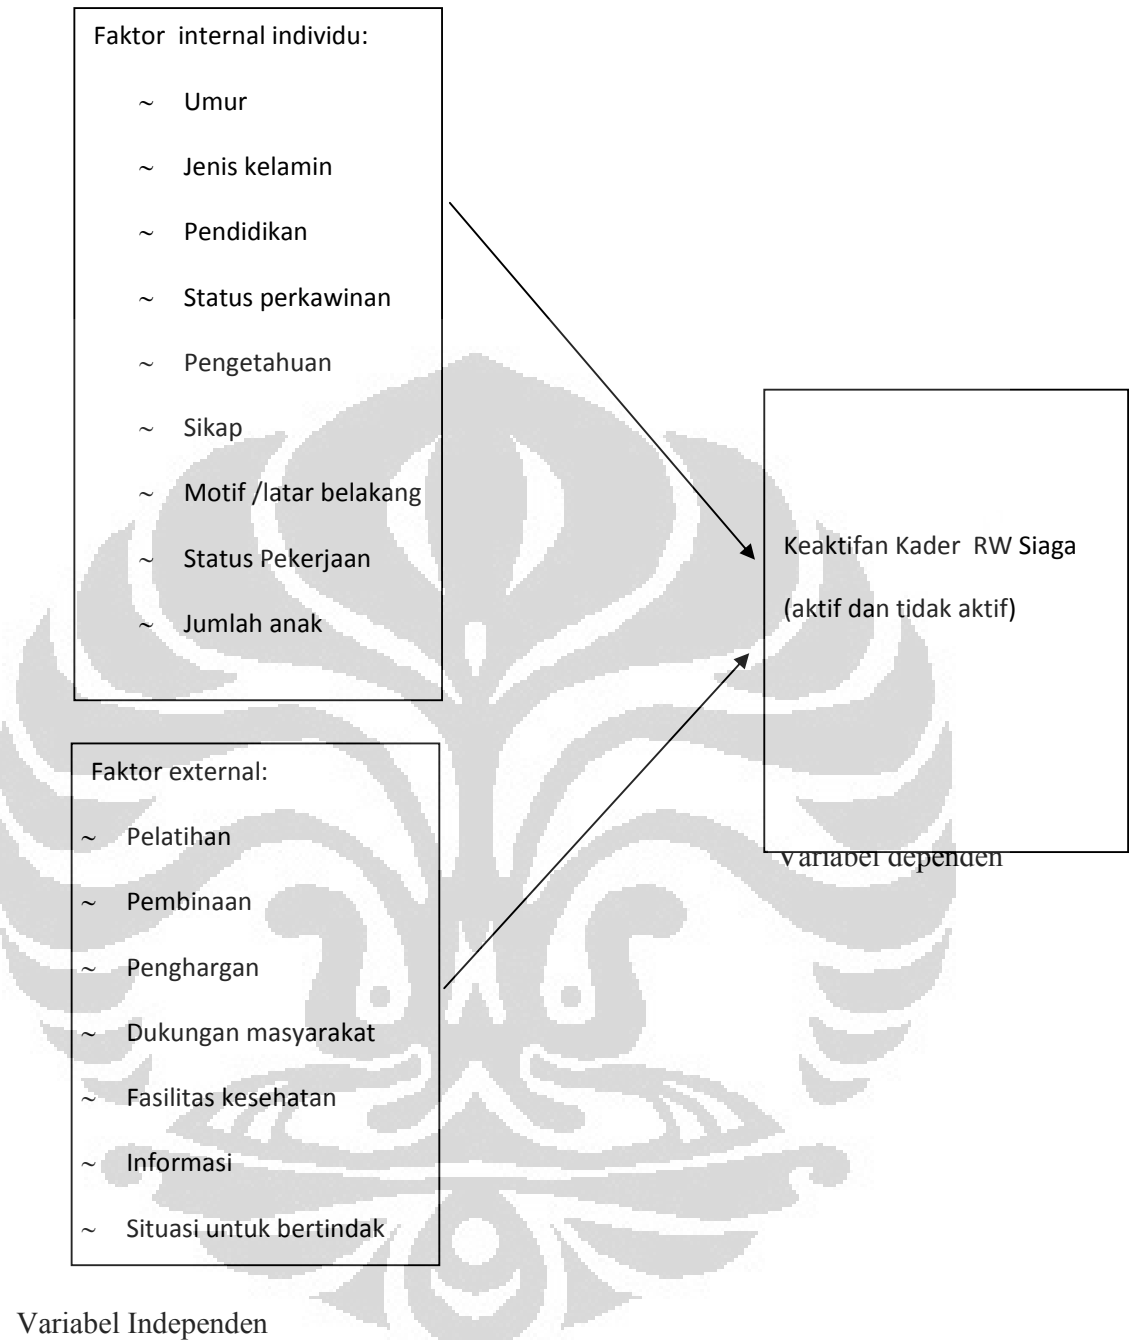 Faktor internal individu:
~ Umur
~ Jenis kelamin
~ Pendidikan
~ Status perkawinan
~ Pengetahuan
~ Sikap
~ Motif /latar belakang
~ Status Pekerjaan
~ Jumlah anak
Keaktifan Kader RW Siaga
(aktif dan tidak aktif)
Variabel dependen
Faktor external:
~ Pelatihan
~ Pembinaan
~ Penghargan
~ Dukungan masyarakat
~ Fasilitas kesehatan
~ Informasi
~ Situasi untuk bertindak
Variabel Independen